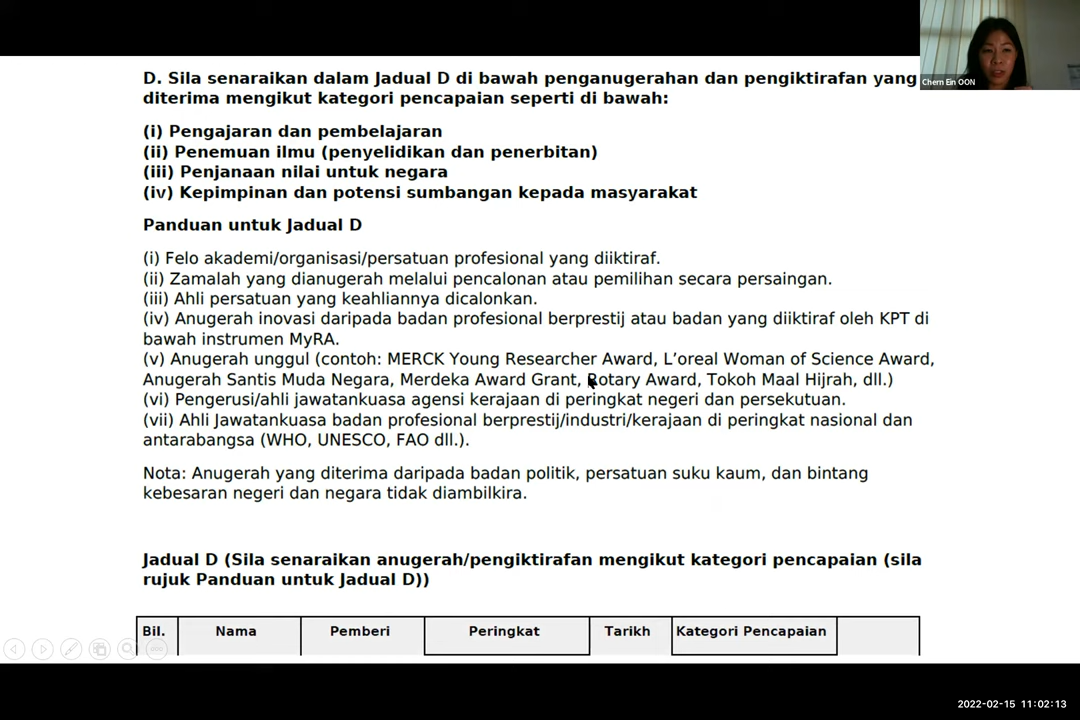 D. Sila senaraikan dalam Jadual D di bawah penganugerahan dan pengiktirafan yang
diterima mengikut kategori pencapaian seperti di bawah:
Chern Ein OON
(i) Pengajaran dan pembelajaran
(ii) Penemuan ilmu (penyelidikan dan penerbitan)
(iii) Penjanaan nilai untuk negara
(iv) Kepimpinan dan potensi sumbangan kepada masyarakat
Panduan untuk Jadual D
(i) Felo akademi/organisasi/persatuan profesional yang diiktiraf.
(ii) Zamalah yang dianugerah melalui pencalonan atau pemilihan secara persaingan.
(iii) Ahli persatuan yang keahliannya dicalonkan.
(iv) Anugerah inovasi daripada badan profesional berprestij atau badan yang diiktiraf oleh KPT di
bawah instrumen MyRA.
(v) Anugerah unggul (contoh: MERCK Young Researcher Award, L’oreal Woman of Science Award,
Anugerah Santis Muda Negara, Merdeka Award Grant, Rotary Award, Tokoh Maal Hijrah, dll.)
(vi) Pengerusi/ahli jawatankuasa agensi kerajaan di peringkat negeri dan persekutuan.
(vii) Ahli Jawatankuasa badan profesional berprestij/industri/kerajaan di peringkat nasional dan
antarabangsa (WHO, UNESCO, FAO dll.).
Nota: Anugerah yang diterima daripada badan politik, persatuan suku kaum, dan bintang
kebesaran negeri dan negara tidak diambilkira.
Jadual D (Sila senaraikan anugerah/pengiktirafan mengikut kategori pencapaian (sila
rujuk Panduan untuk Jadual D))
Bil. Nama Pemberi Peringkat Tarikh Kategori Pencapaian
2022-02-15 11:02:13